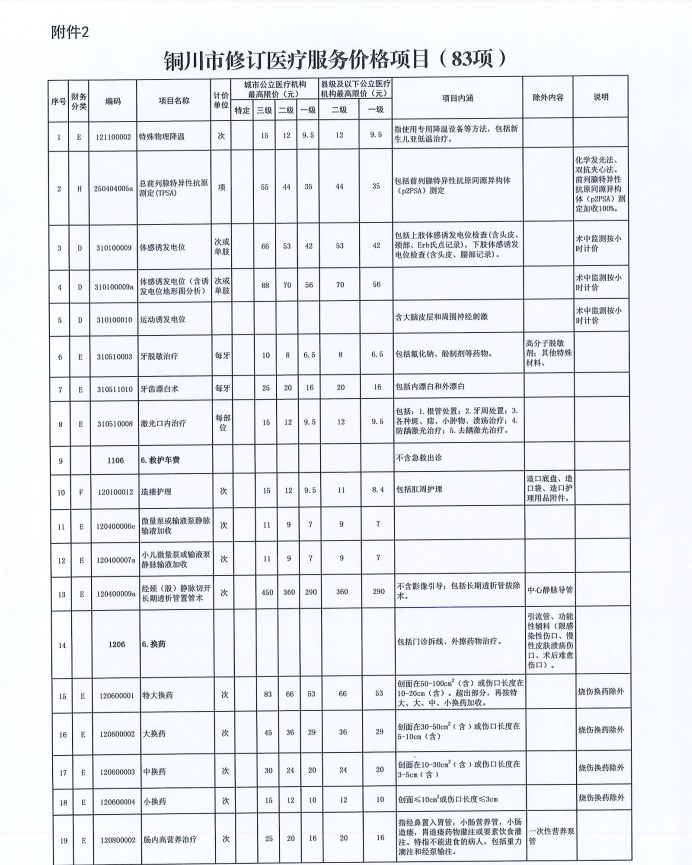 附件2
铜川市修订医疗服务价格项目（83项）
序号 财务分类 编码 项目名称 计价单位 城市公立医疗机构最高限价（元） 县级及以下公立医疗机构最高限价（元） 项目内涵 除外内容 说明
特定 三级 二级 一级 二级 一级
1 E 121100002 特殊物理降温 次 15 12 9.5 12 9.5 指使用专用降温设备等方法，包括新生儿亚低温治疗。
2 H 250404005a 总前列腺特异性抗原测定(TPSA) 项 55 44 35 44 35 包括前列腺特异性抗原同源异构体（p2PSA）测定 化学发光法、双抗夹心法。前列腺特异性抗原同源异构体（p2PSA）测定加收100%。
3 D 310100009 体感诱发电位 次或单肢 66 53 42 53 42 包括上肢体感诱发电位检查(含头皮、颈部、Erb氏点记录)，下肢体感诱发电位检查(含头皮、腰部记录)。 术中监测按小时计价
4 D 310100009a 体感诱发电位（含诱发电位地形图分析） 次或单肢 88 70 56 70 56 术中监测按小时计价
5 D 310100010 运动诱发电位 含大脑皮层和周围神经刺激 术中监测按小时计价
6 E 310510003 牙脱敏治疗 每牙 10 8 6.5 8 6.5 包括氟化钠、酚制剂等药物。 高分子脱敏剂；其他特殊材料。
7 E 310511010 牙齿漂白术 每牙 25 20 16 20 16 包括内漂白和外漂白
8 E 310510008 激光口内治疗 每部位 15 12 9.5 12 9.5 包括：1.根管处置；2.牙周处置；3.各种斑、痣、小肿物、溃疡治疗；4.防龋激光治疗；5.去龋激光治疗。
9 1106 6.救护车费 不含急救出诊
10 F 120100012 造瘘护理 次 15 12 9.5 11 8.4 包括肛周护理 造口底盘、造口袋、造口护理用品附件。
11 E 120400006e 微量泵或输液泵静脉输液加收 次 11 9 7 9 7
12 E 120400007a 小儿微量泵或输液泵静脉输液加收 次 11 9 7 9 7
13 E 120400009a 经颈（股）静脉切开长期透析管置管术 次 450 360 290 360 290 不含影像引导；包括长期透析管拔除术。 中心静脉导管
14 1206 6.换药 包括门诊拆线、外擦药物治疗。 引流管、功能性辅料（限感染性伤口、慢性皮肤溃疡伤口、术后难愈伤口）。
15 E 120600001 特大换药 次 83 66 53 66 53 创面在50-100cm²（含）或伤口长度在10-20cm（含）。超出部分，再按特大、大、中、小换药加收。 烧伤换药除外
16 E 120600002 大换药 次 45 36 29 36 29 创面在30-50cm²（含）或伤口长度在5-10cm（含） 烧伤换药除外
17 E 120600003 中换药 次 30 24 20 24 20 创面在10-30cm²（含）或伤口长度在3-5cm（含） 烧伤换药除外
18 E 120600004 小换药 次 15 12 10 12 10 创面≤10cm²或伤口长度≤3cm 烧伤换药除外
19 E 120800002 肠内高营养治疗 次 25 20 16 20 16 指经鼻置入胃管，小肠营养管，小肠造瘘，胃造瘘药物灌注或要素饮食灌注。特指不能进食的病人。包括重力滴注和经泵输注。 一次性营养泵管